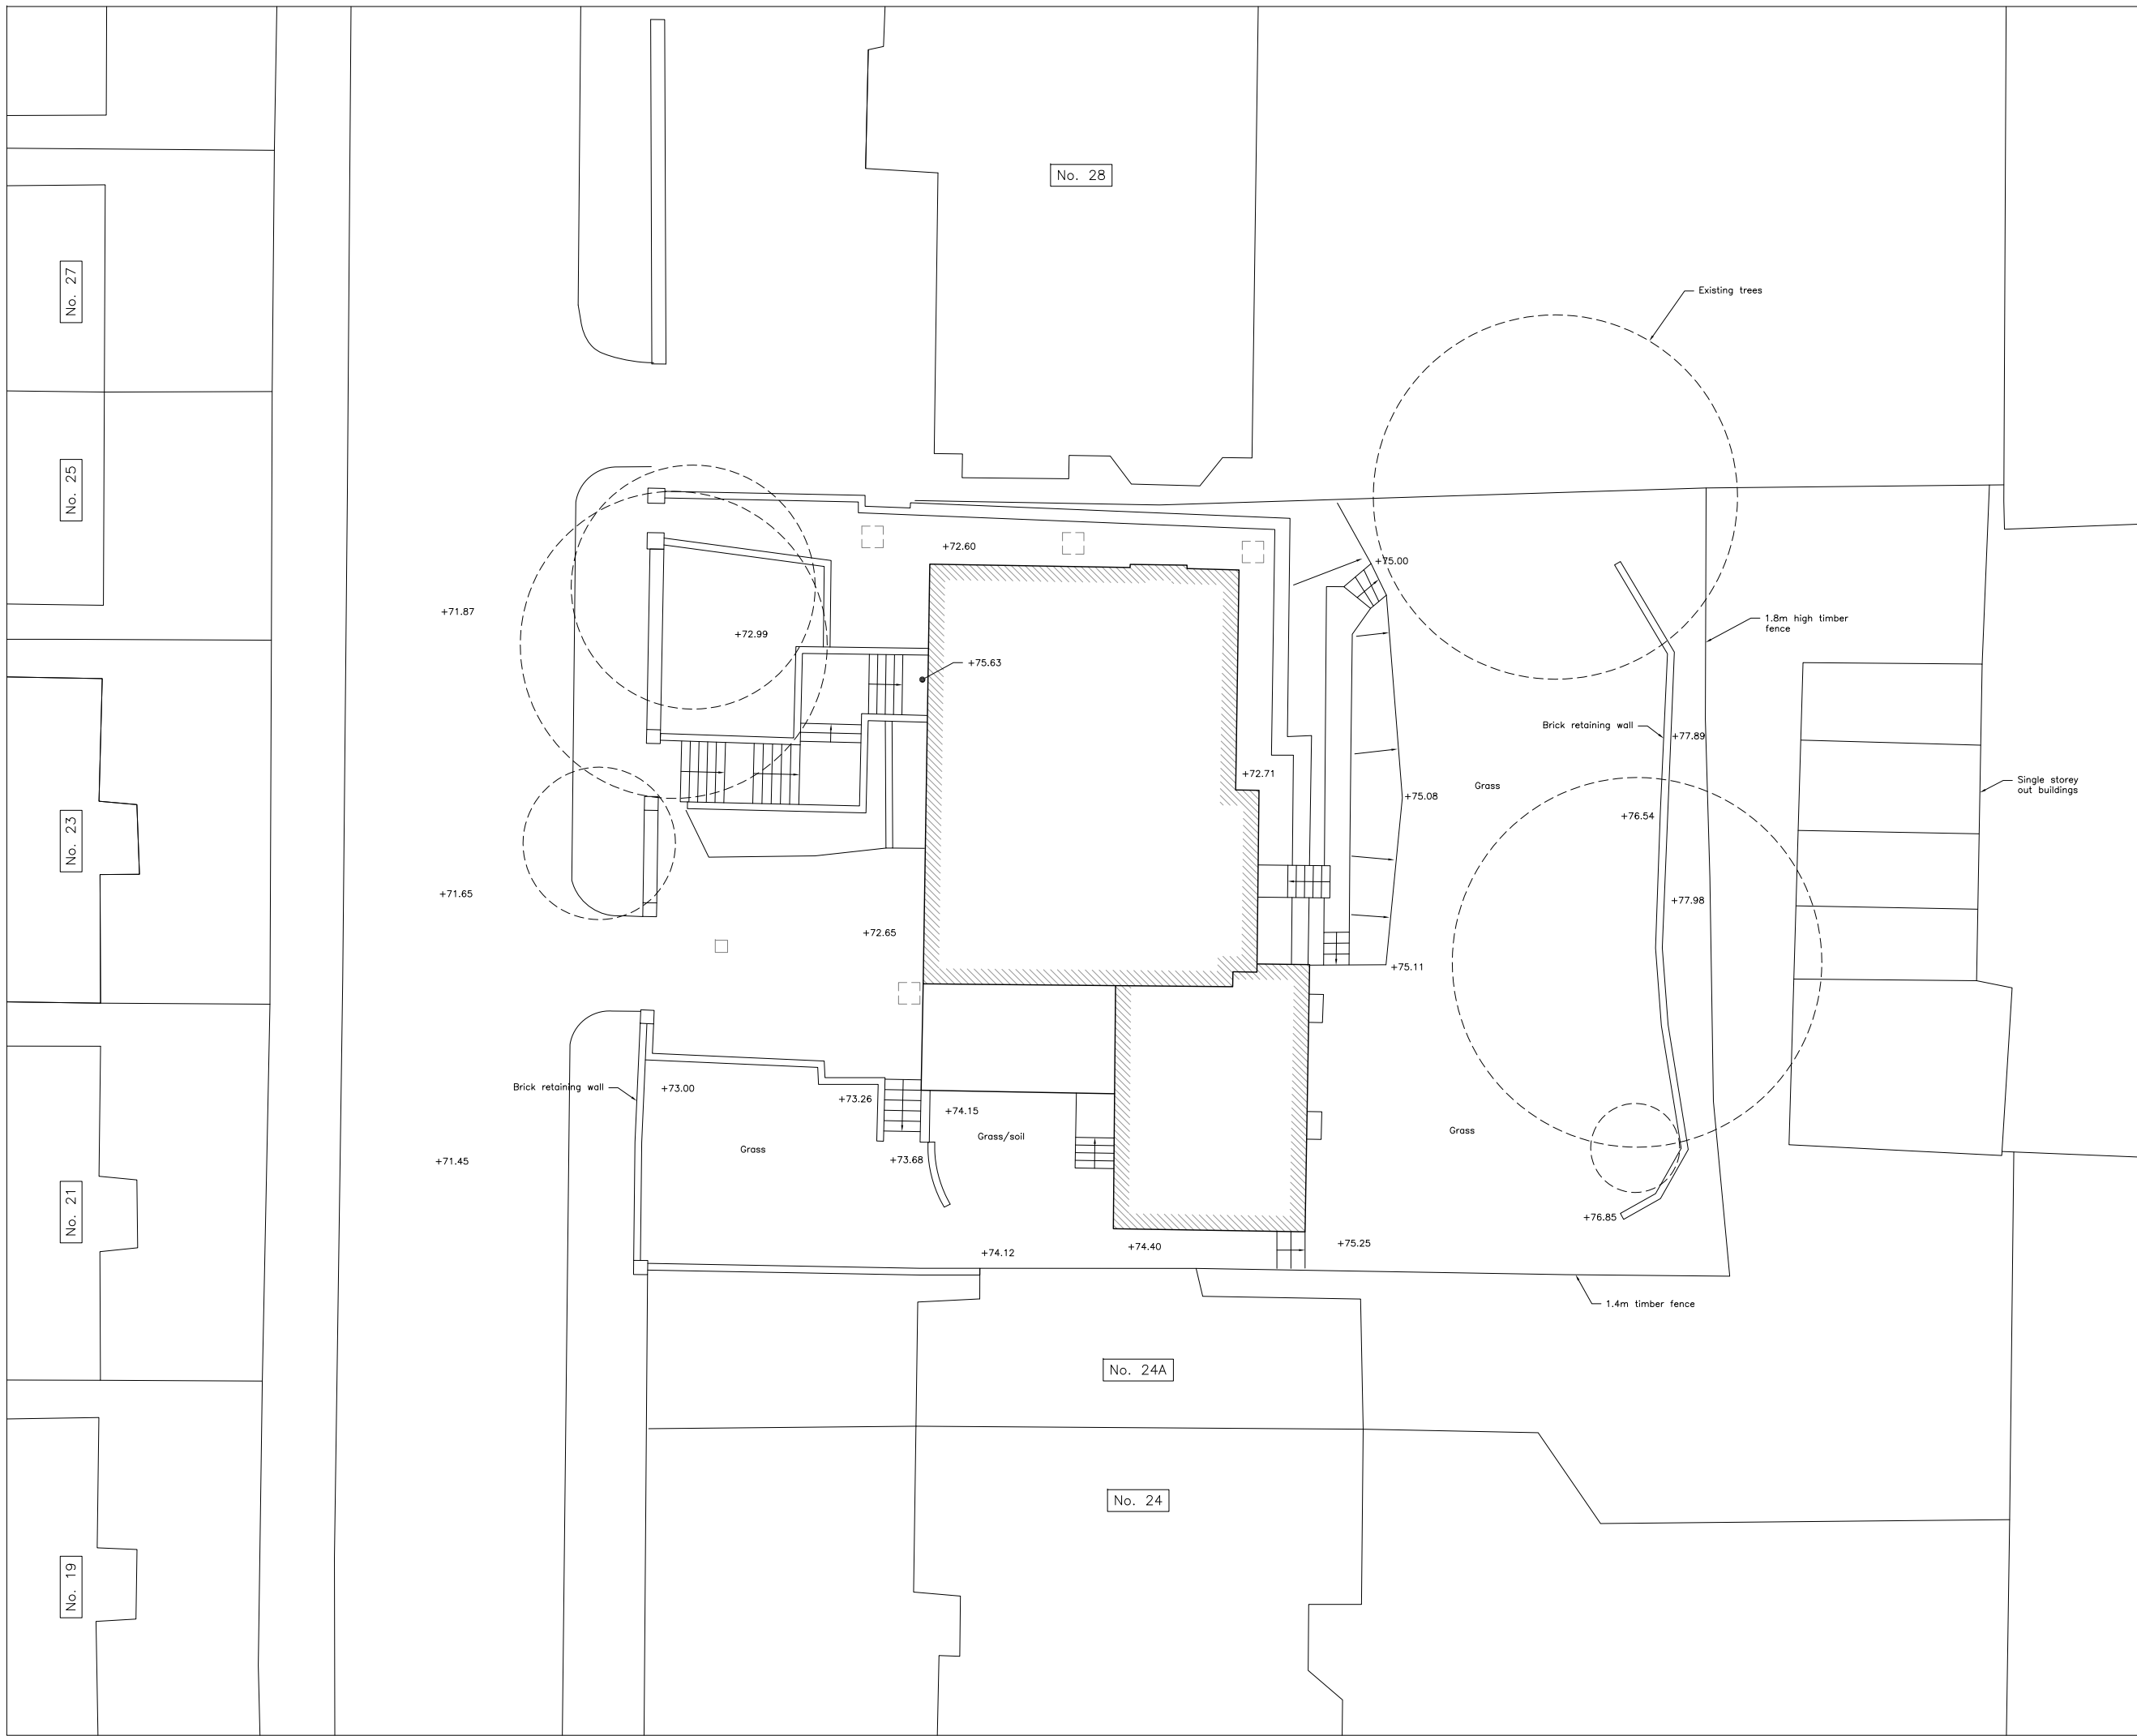 No. 28
No. 27
Existing trees
No. 25
+72.60
+75.00
+71.87
+72.99
1.8m high timber
fence
+75.63
Brick retaining wall
+77.89
+72.71
Single storey
out buildings
Grass
+75.08
+76.54
No. 23
+71.65
+77.98
+72.65
+75.11
Brick retaining wall
+73.00
+73.26
+74.15
Grass/soil
Grass
Grass
+71.45
+73.68
No. 21
+76.85
+74.12
+74.40
+75.25
1.4m timber fence
No. 24A
No. 24
No. 19